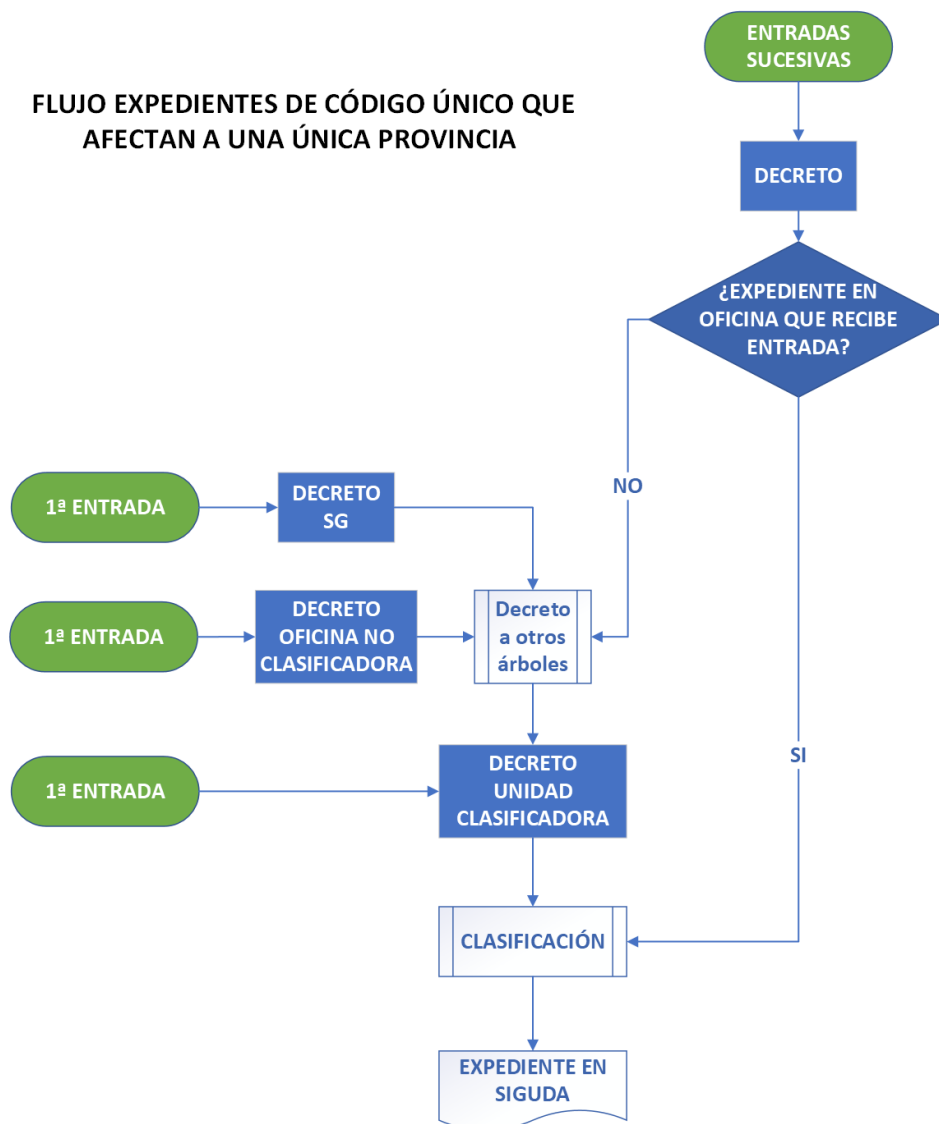 ENTRADAS
SUCESIVAS
FLUJO EXPEDIENTES DE CÓDIGO ÚNICO QUE
AFECTAN A UNA ÚNICA PROVINCIA
DECRETO
¿EXPEDIENTE EN
OFICINA QUE RECIBE
ENTRADA?
NO
1ª ENTRADA
DECRETO
SG
1ª ENTRADA
DECRETO
OFICINA NO
CLASIFICADORA
Decreto
a otros
árboles
SI
1ª ENTRADA
DECRETO
UNIDAD
CLASIFICADORA
CLASIFICACIÓN
EXPEDIENTE EN
SIGUDA